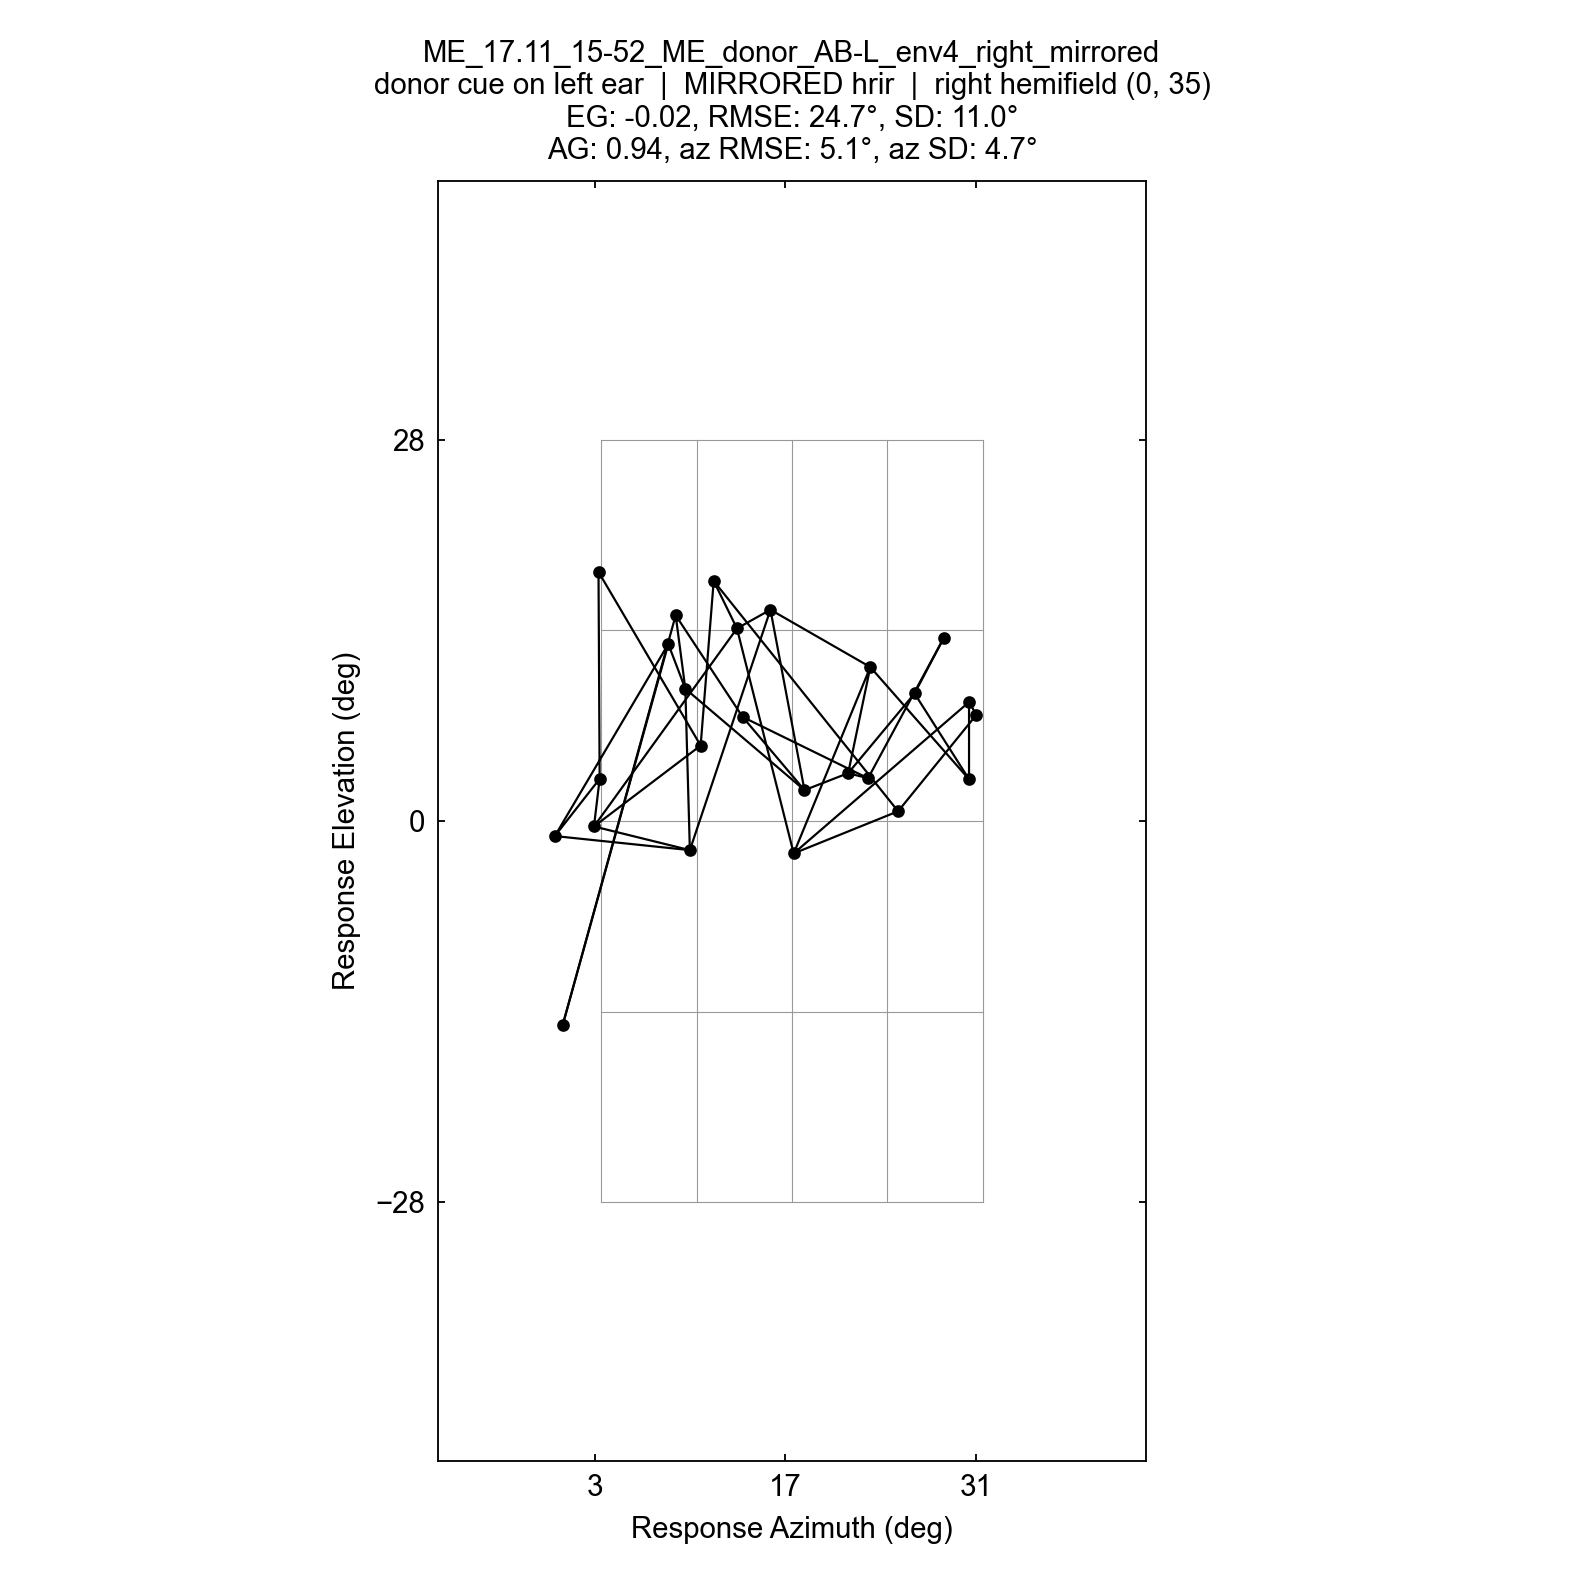 ME_17.11_15-52_ME_donor_AB-L_env4_right_mirrored
donor cue on left ear | MIRRORED hrir | right hemifield (0, 35)
EG: -0.02, RMSE: 24.7°, SD: 11.0°
AG: 0.94, az RMSE: 5.1°, az SD: 4.7°
28
0
−28
Response Elevation (deg)
3 17 31
Response Azimuth (deg)